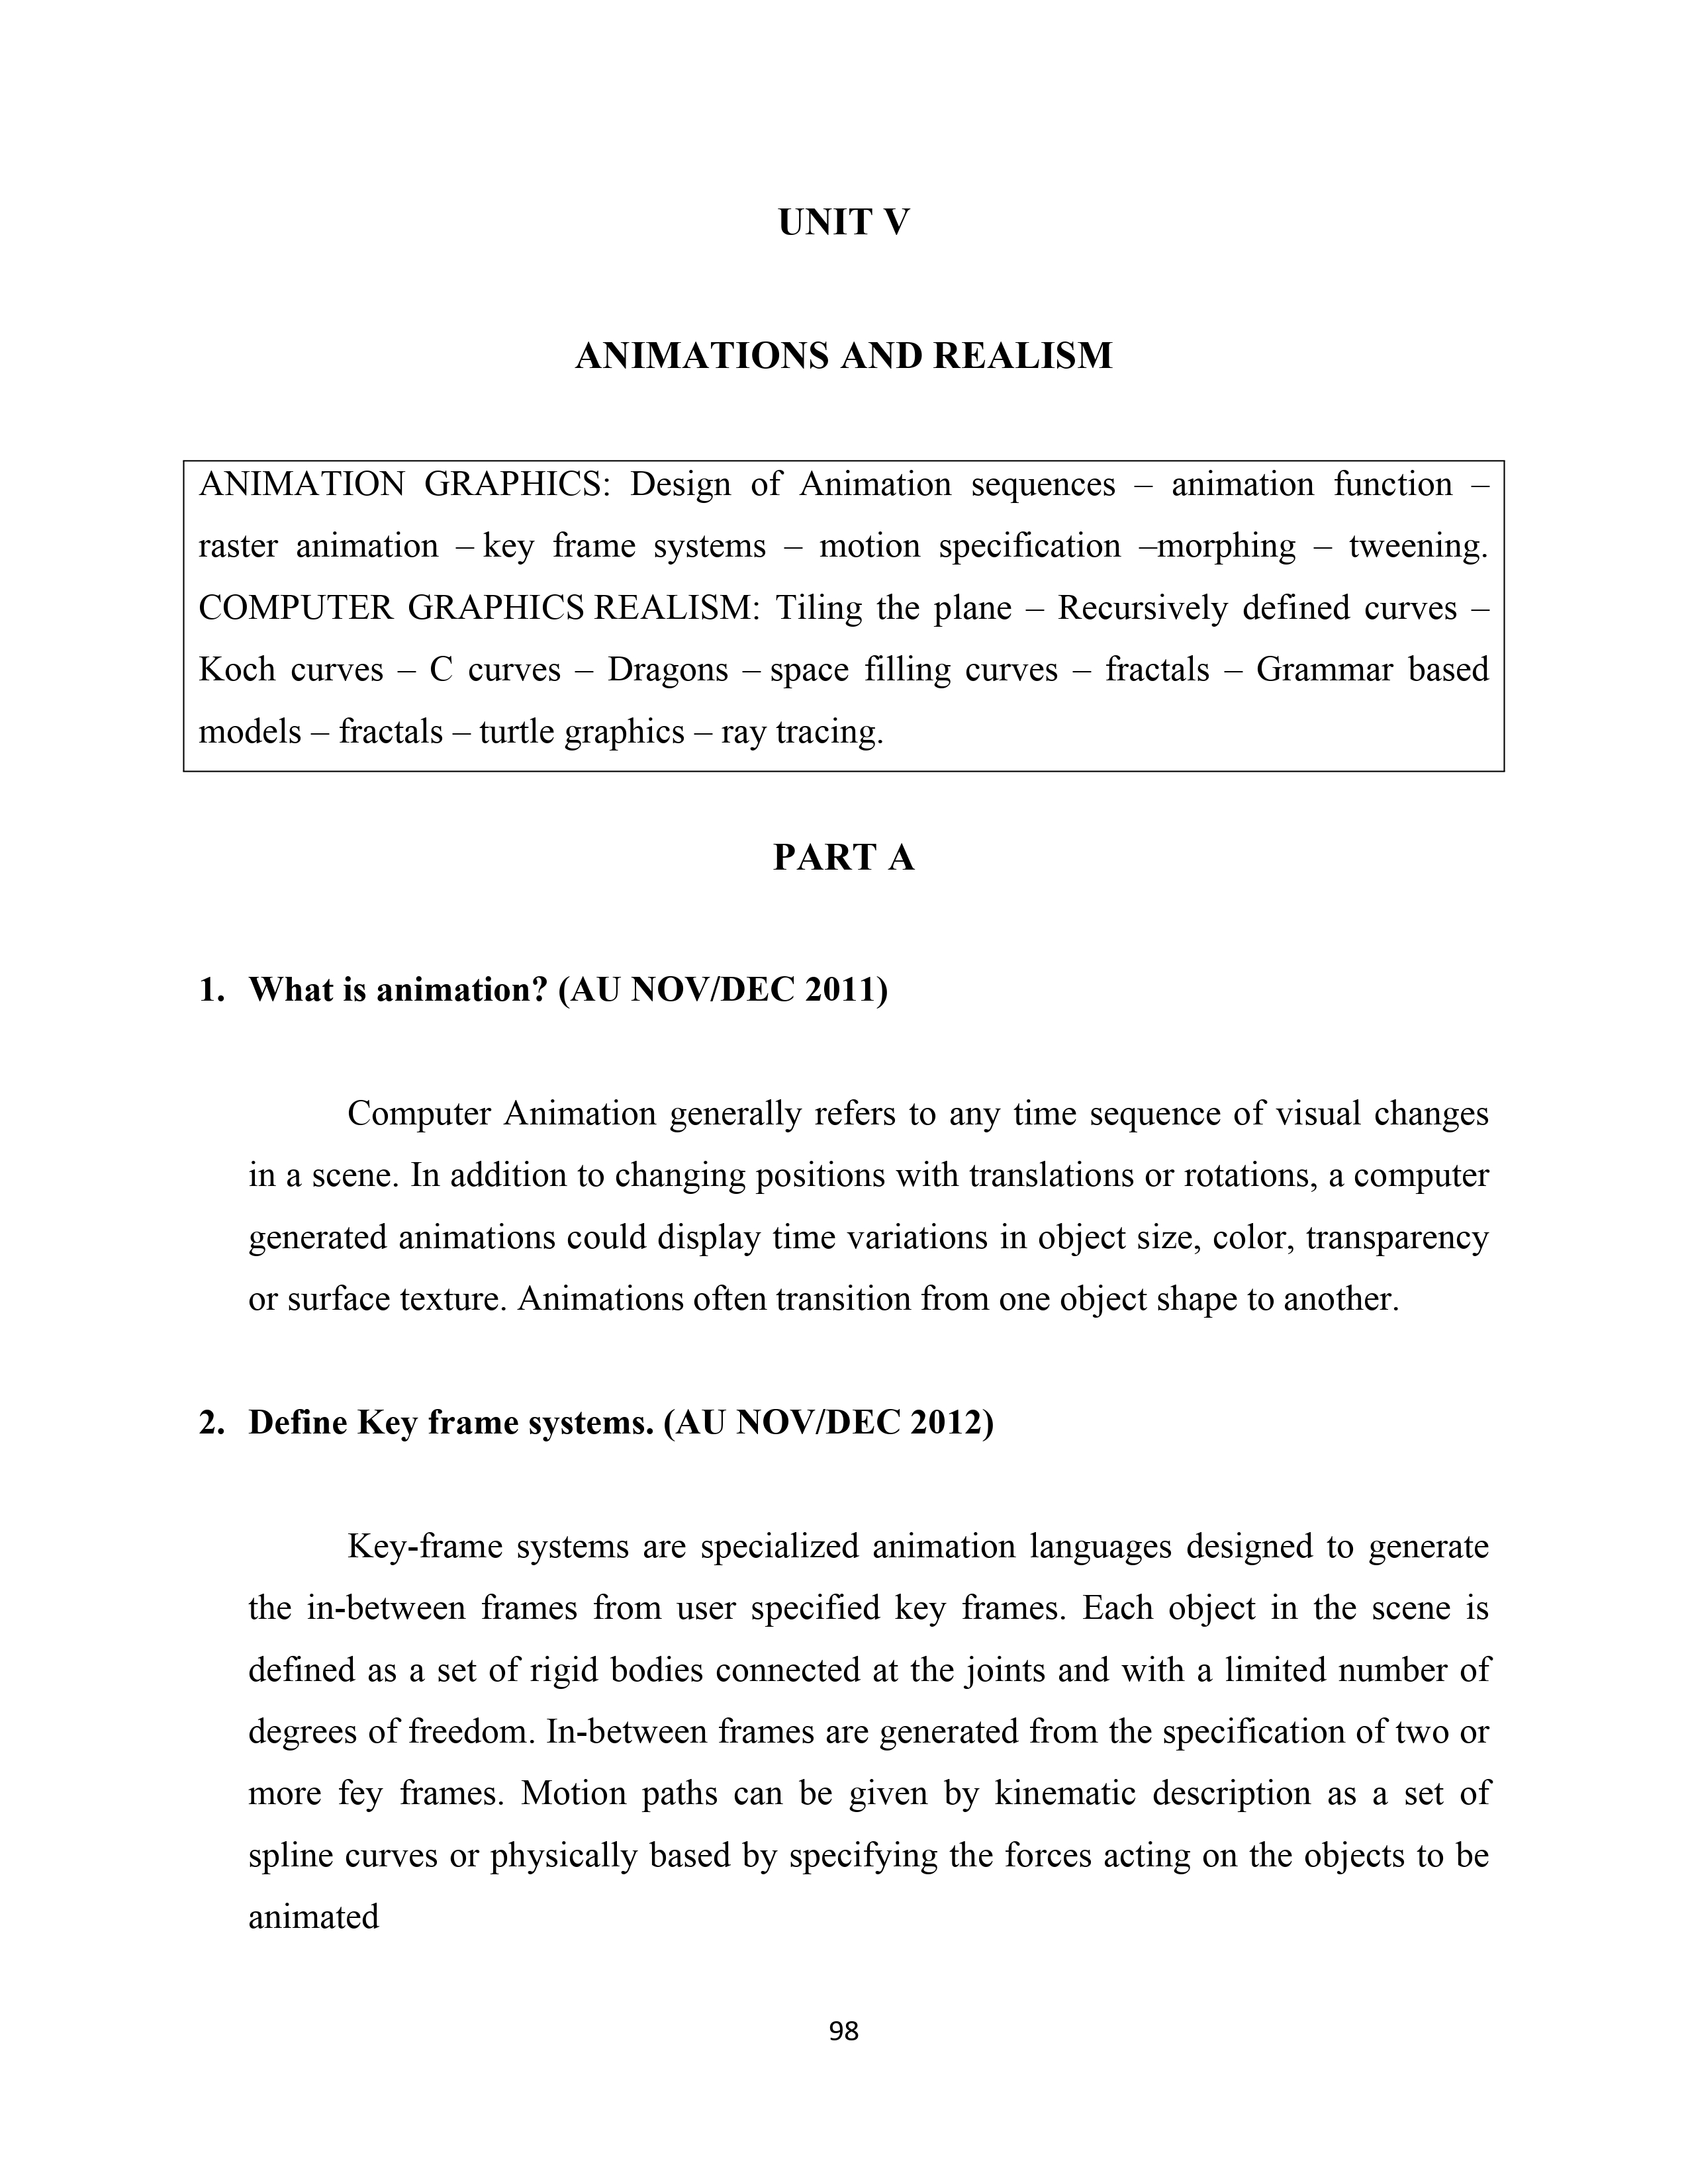 UNIT V
ANIMATIONS AND REALISM
ANIMATION GRAPHICS: Design of Animation sequences – animation function –
raster animation – key frame systems – motion specification –morphing – tweening.
COMPUTER GRAPHICS REALISM: Tiling the plane – Recursively defined curves –
Koch curves – C curves – Dragons – space filling curves – fractals – Grammar based
models – fractals – turtle graphics – ray tracing.
PART A
1. What is animation? (AU NOV/DEC 2011)
Computer Animation generally refers to any time sequence of visual changes
in a scene. In addition to changing positions with translations or rotations, a computer
generated animations could display time variations in object size, color, transparency
or surface texture. Animations often transition from one object shape to another.
2. Define Key frame systems. (AU NOV/DEC 2012)
Key-frame systems are specialized animation languages designed to generate
the in-between frames from user specified key frames. Each object in the scene is
defined as a set of rigid bodies connected at the joints and with a limited number of
degrees of freedom. In-between frames are generated from the specification of two or
more fey frames. Motion paths can be given by kinematic description as a set of
spline curves or physically based by specifying the forces acting on the objects to be
animated
98